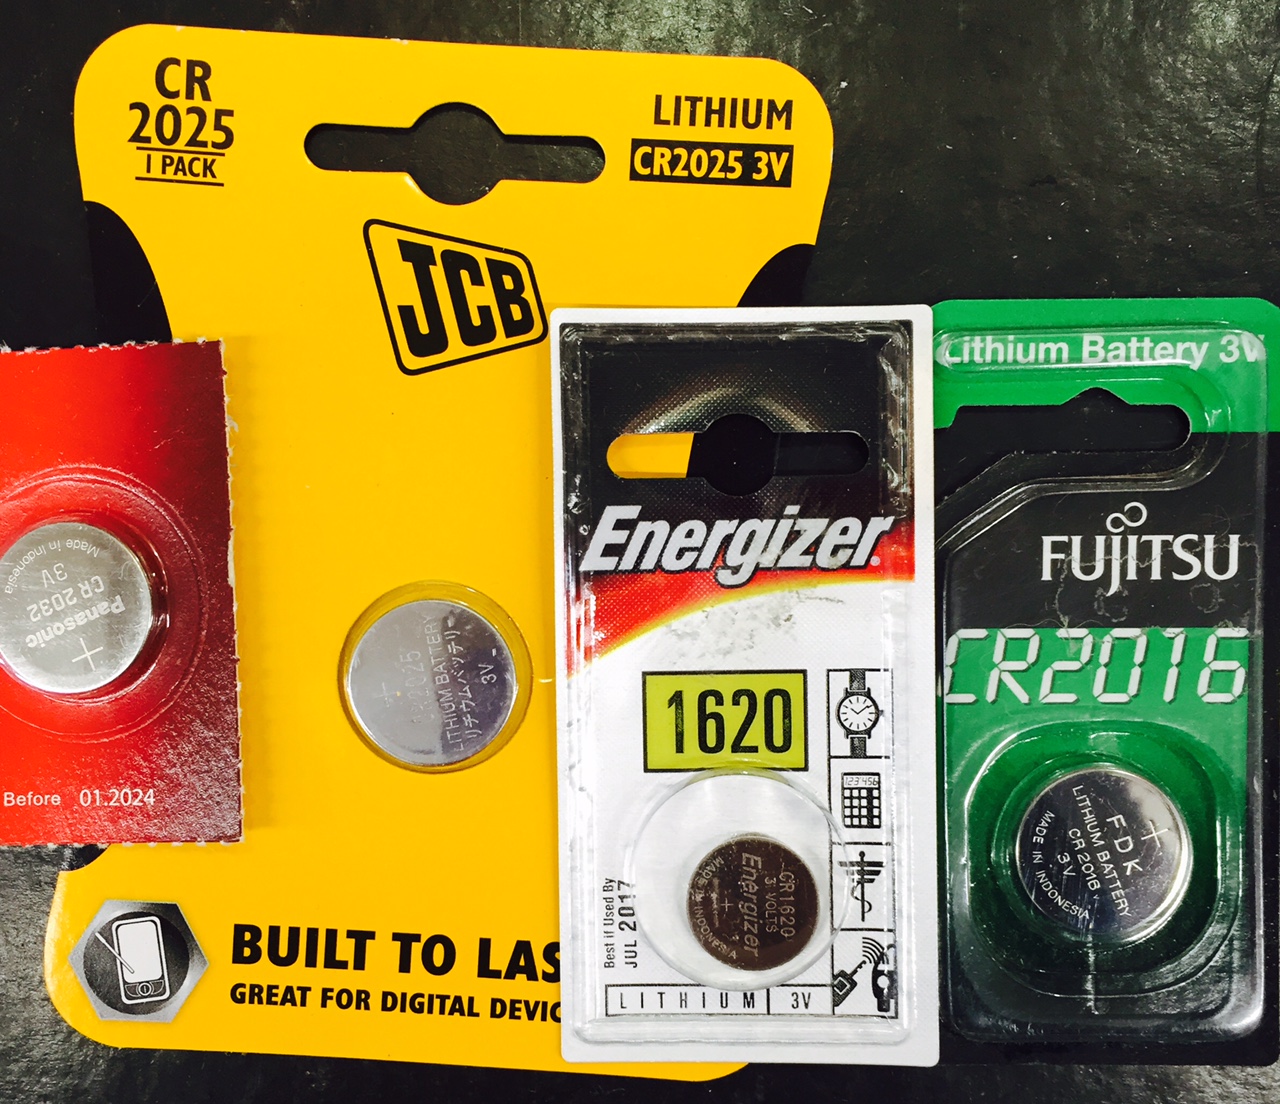 CR
2025
1 PACK
LITHIUM
CR2025 3V
JCB
CR2025
LITHIUM BATTERY
リチウムバッテリー
3V -
BUILT TO LAS
GREAT FOR DIGITAL DEVIC
Made in Indonesia
3V
CR 2032
Panasonic
+
Before 01.2024
Energizer
1620
123456
CR1620
3 VOLTS
Energizer
+
MADE IN INDONESIA
Best if Used By
JUL 2017
LITHIUM 3V
Lithium Battery 3V
FUJITSU
CR2016
+
FDK
LITHIUM BATTERY
CR 2016
3 V.
MADE IN INDONESIA